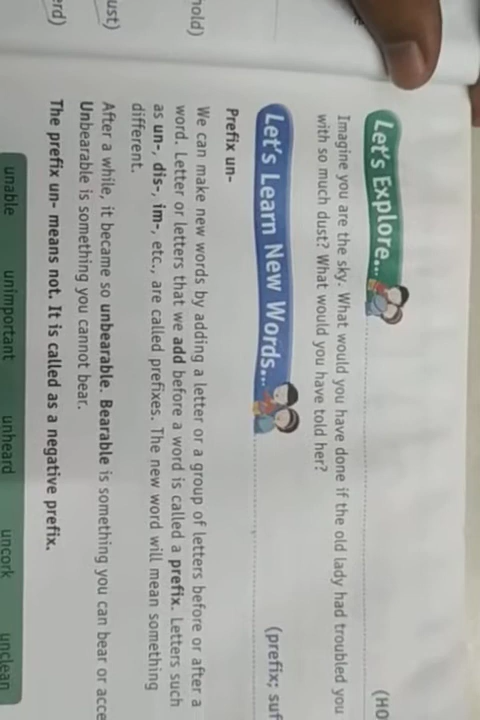 hold)
ust)
erd)
(HO
Let's Explore...
Imagine you are the sky. What would you have done if the old lady had troubled you
with so much dust? What would you have told her?
Let's Learn New Words...
(prefix; suf
Prefix un-
We can make new words by adding a letter or a group of letters before or after a
word. Letter or letters that we add before a word is called a prefix. Letters such
as un-, dis-, im-, etc., are called prefixes. The new word will mean something
different.
After a while, it became so unbearable. Bearable is something you can bear or acce
Unbearable is something you cannot bear.
The prefix un- means not. It is called as a negative prefix.
unable unimportant unheard uncork unclean